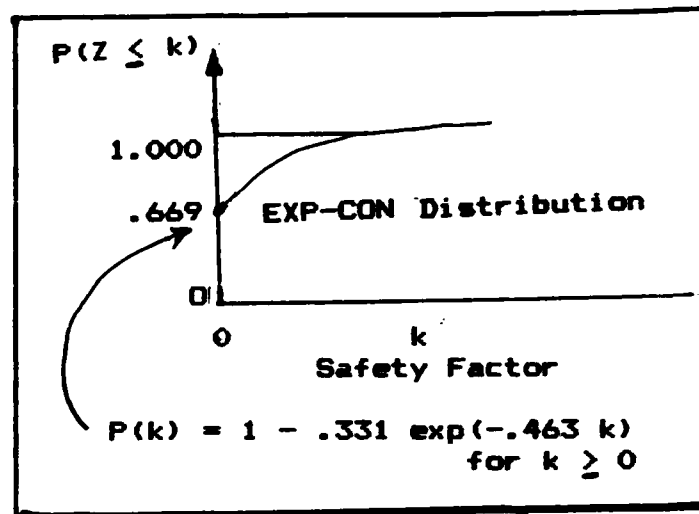 P(Z ≤ k)
1.000
.669
EXP-CON Distribution
0
0 k
Safety Factor
P(k) = 1 - .331 exp(-.463 k)
for k ≥ 0